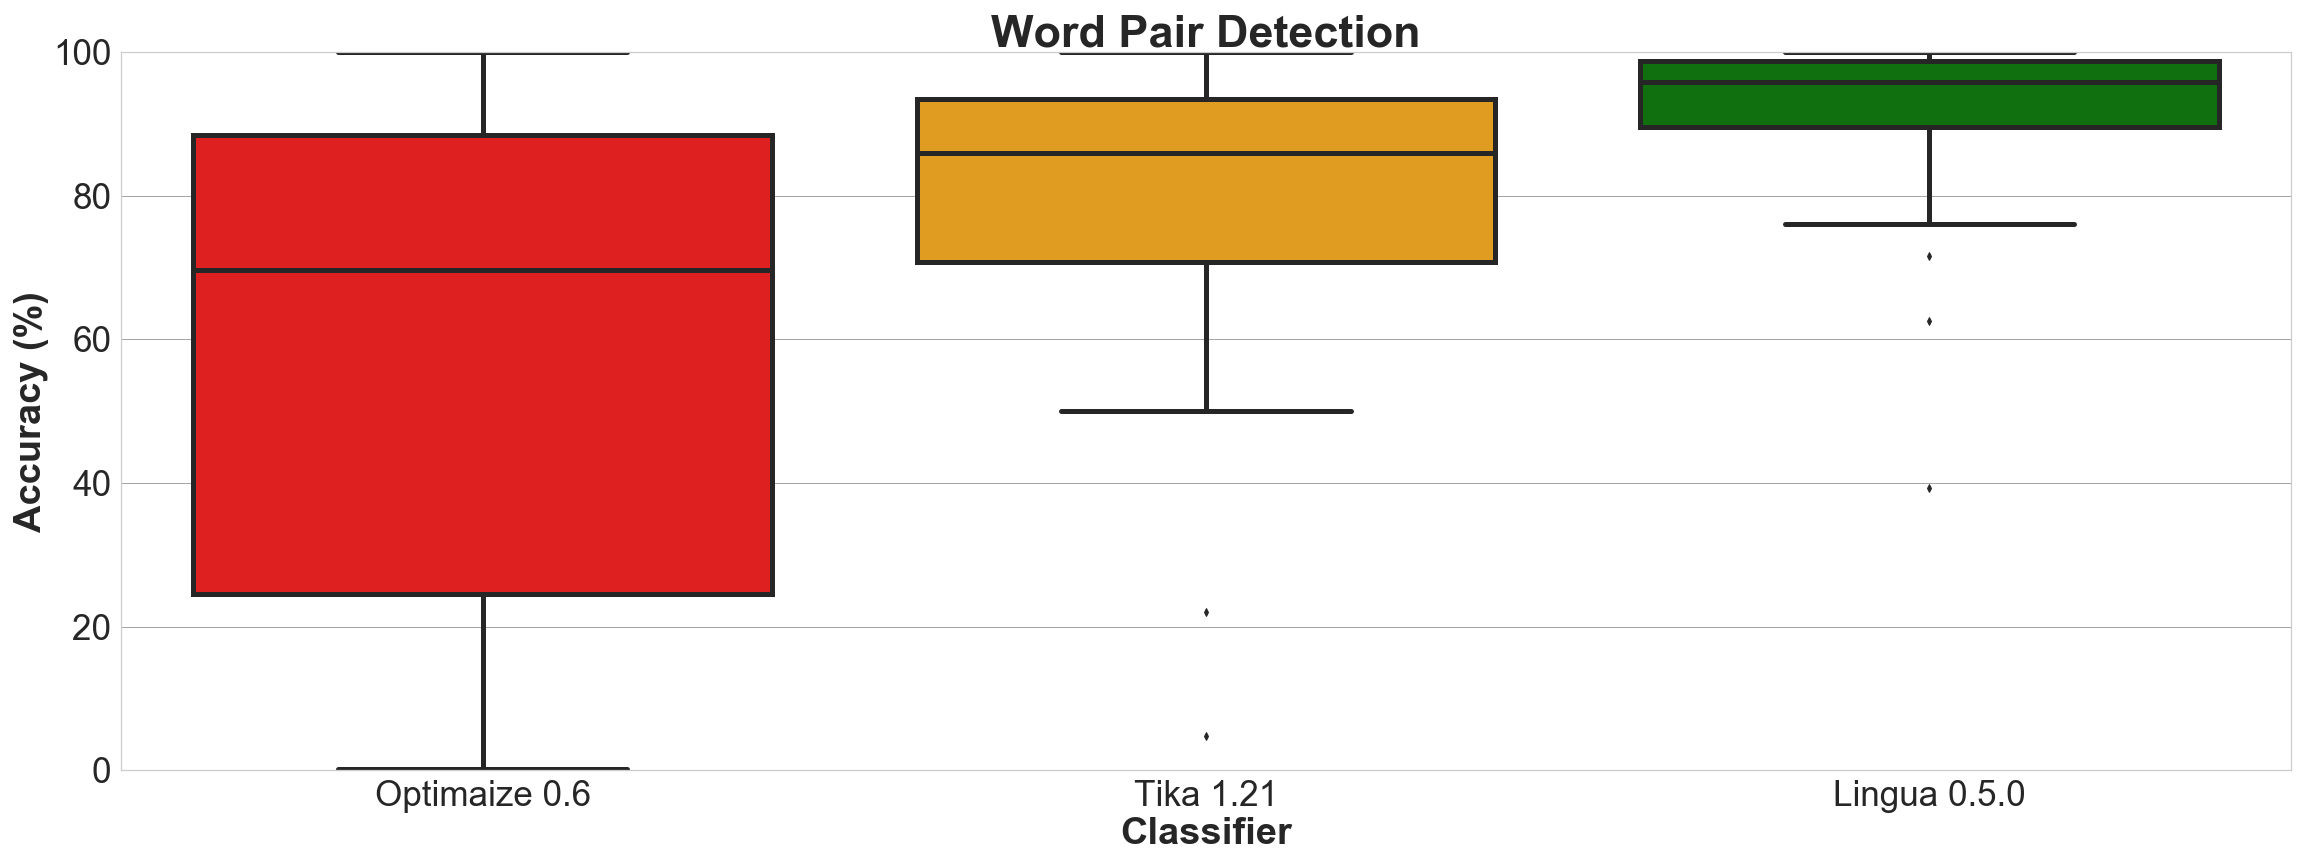 Word Pair Detection
100
80
60
40
20
0
Accuracy (%)
Optimaize 0.6
Tika 1.21
Lingua 0.5.0
Classifier